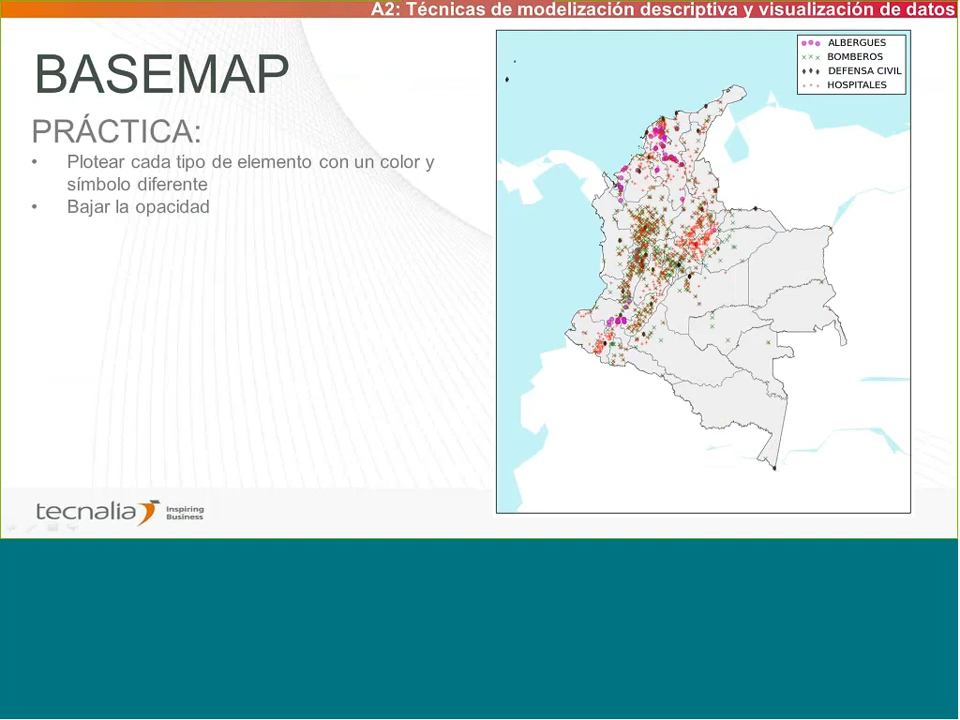 A2: Técnicas de modelización descriptiva y visualización de datos
BASEMAP
PRÁCTICA:
• Plotear cada tipo de elemento con un color y
símbolo diferente
• Bajar la opacidad
ALBERGUES
BOMBEROS
DEFENSA CIVIL
HOSPITALES
tecnalia
Inspiring
Business